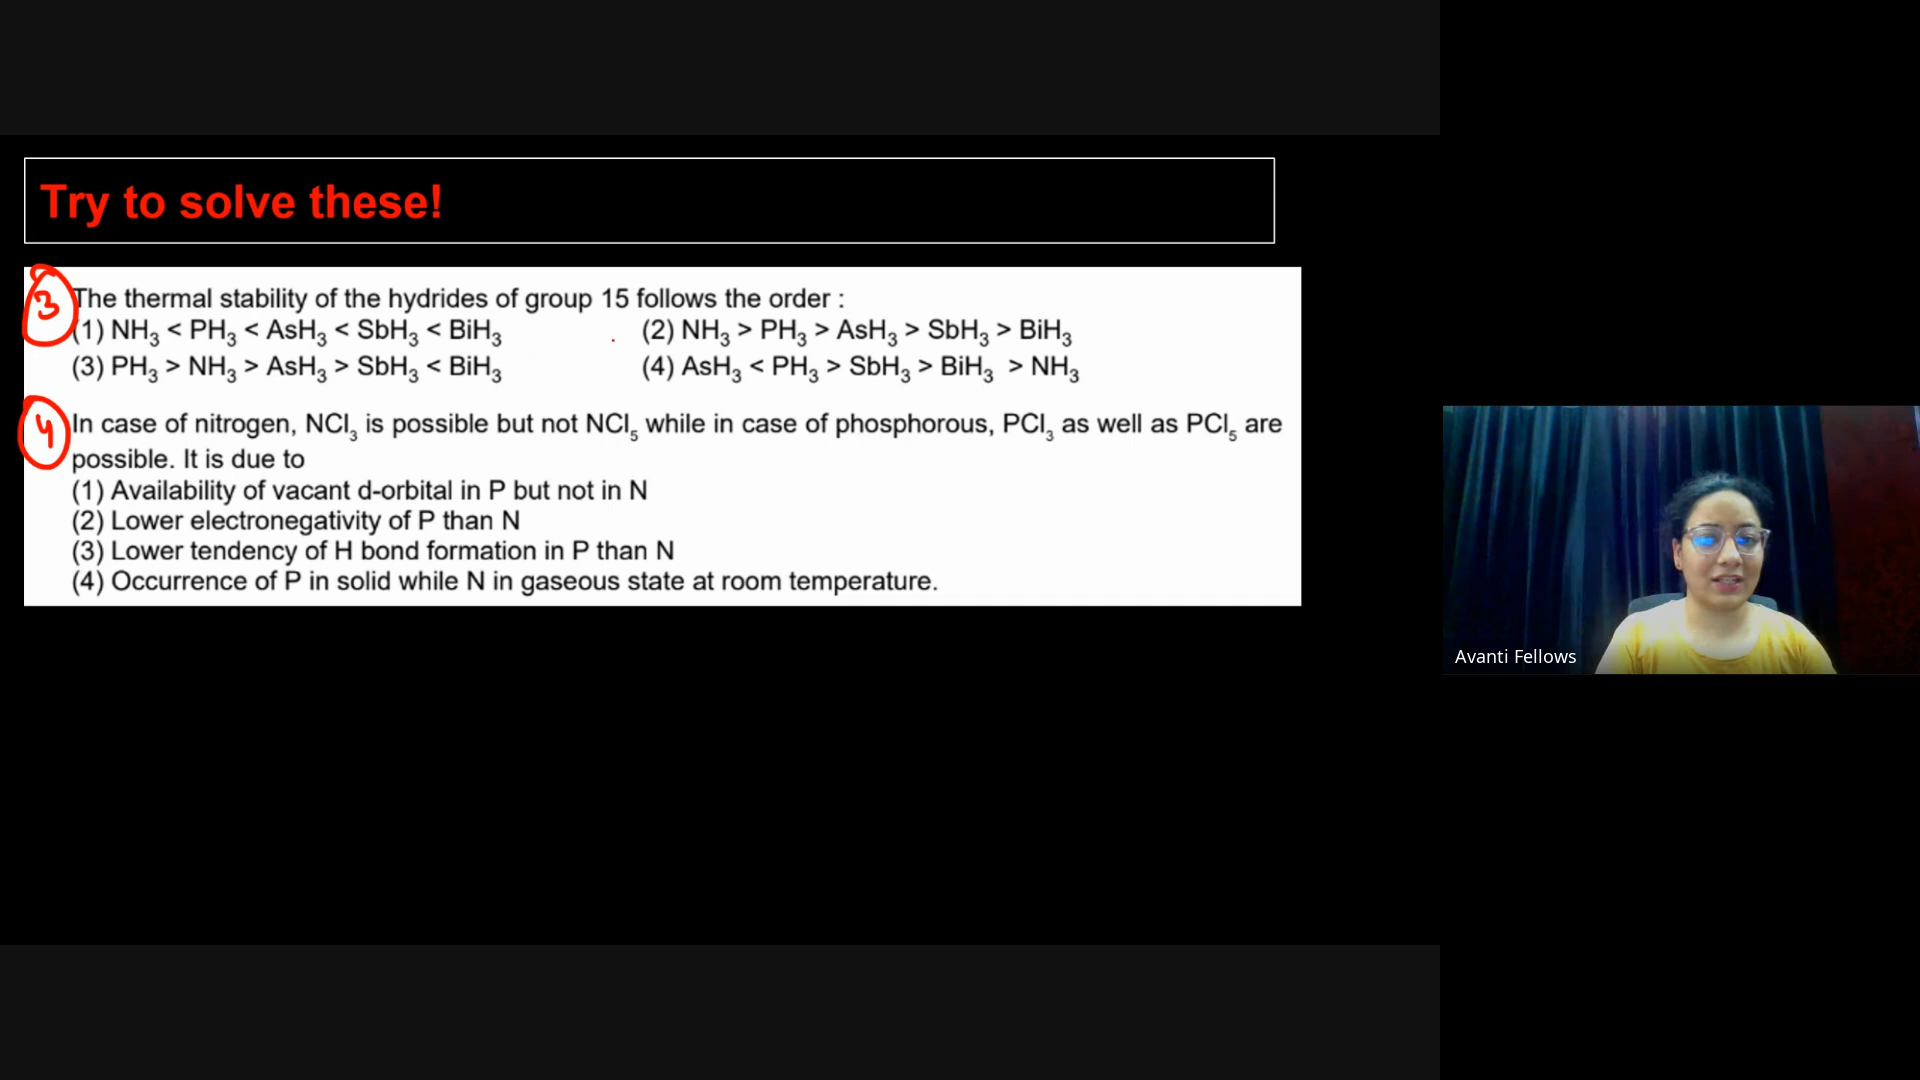 Try to solve these!
3 The thermal stability of the hydrides of group 15 follows the order :
(1) NH₃ < PH₃ < AsH₃ < SbH₃ < BiH₃ (2) NH₃ > PH₃ > AsH₃ > SbH₃ > BiH₃
(3) PH₃ > NH₃ > AsH₃ > SbH₃ < BiH₃ (4) AsH₃ < PH₃ > SbH₃ > BiH₃ > NH₃
4 In case of nitrogen, NCl₃ is possible but not NCl₅ while in case of phosphorous, PCl₃ as well as PCl₅ are
possible. It is due to
(1) Availability of vacant d-orbital in P but not in N
(2) Lower electronegativity of P than N
(3) Lower tendency of H bond formation in P than N
(4) Occurrence of P in solid while N in gaseous state at room temperature.
Avanti Fellows